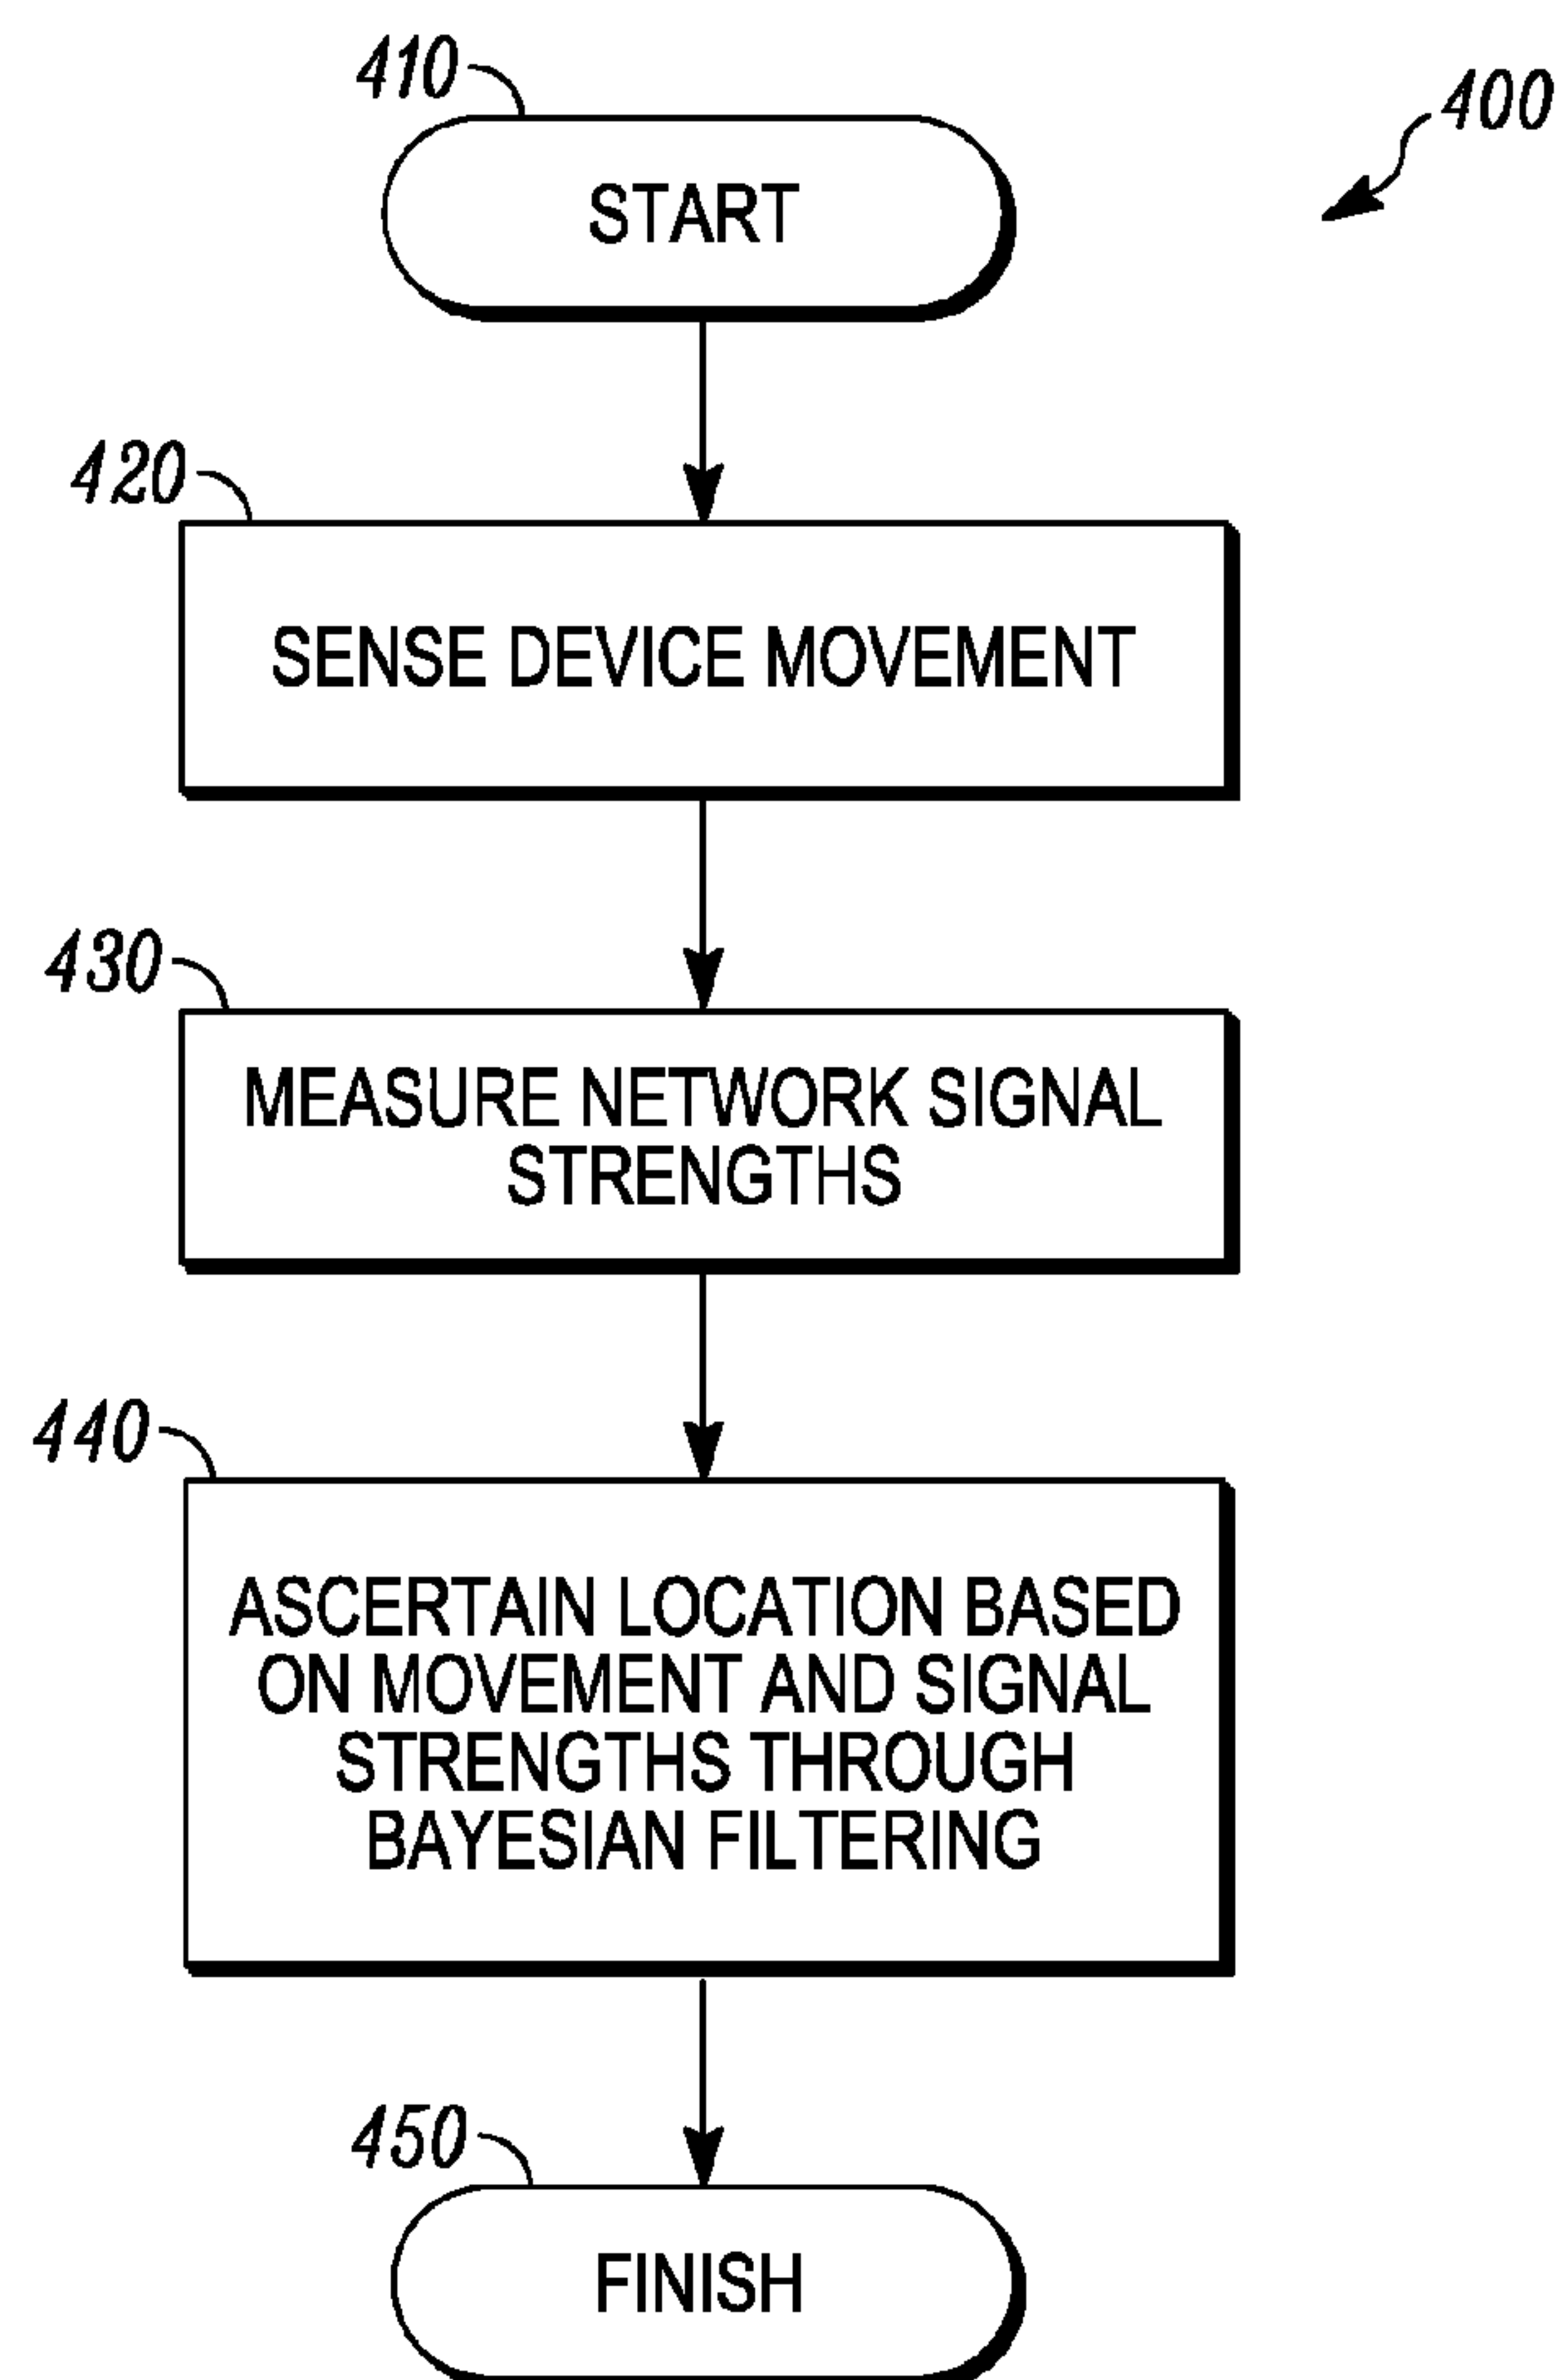 410
400
START
420
SENSE DEVICE MOVEMENT
430
MEASURE NETWORK SIGNAL
STRENGTHS
440
ASCERTAIN LOCATION BASED
ON MOVEMENT AND SIGNAL
STRENGTHS THROUGH
BAYESIAN FILTERING
450
FINISH